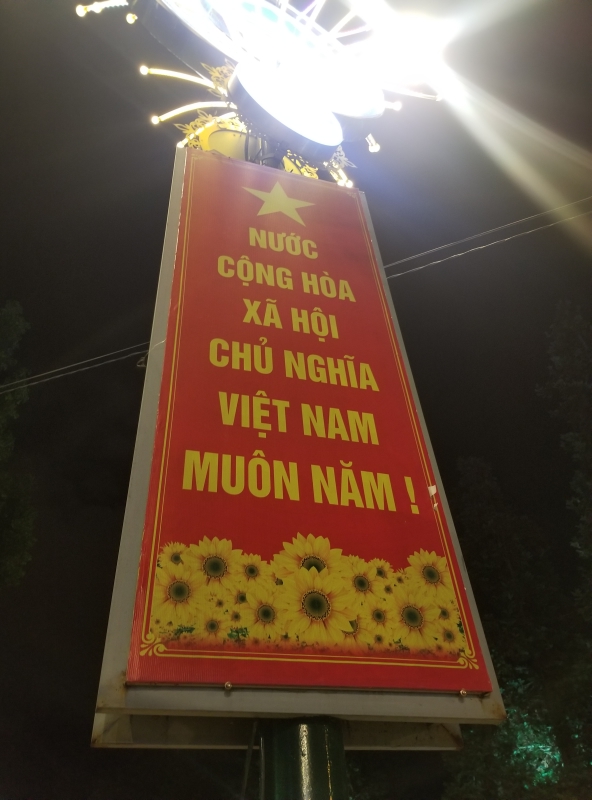 NƯỚC
CỘNG HÒA
XÃ HỘI
CHỦ NGHĨA
VIỆT NAM
MUÔN NĂM !